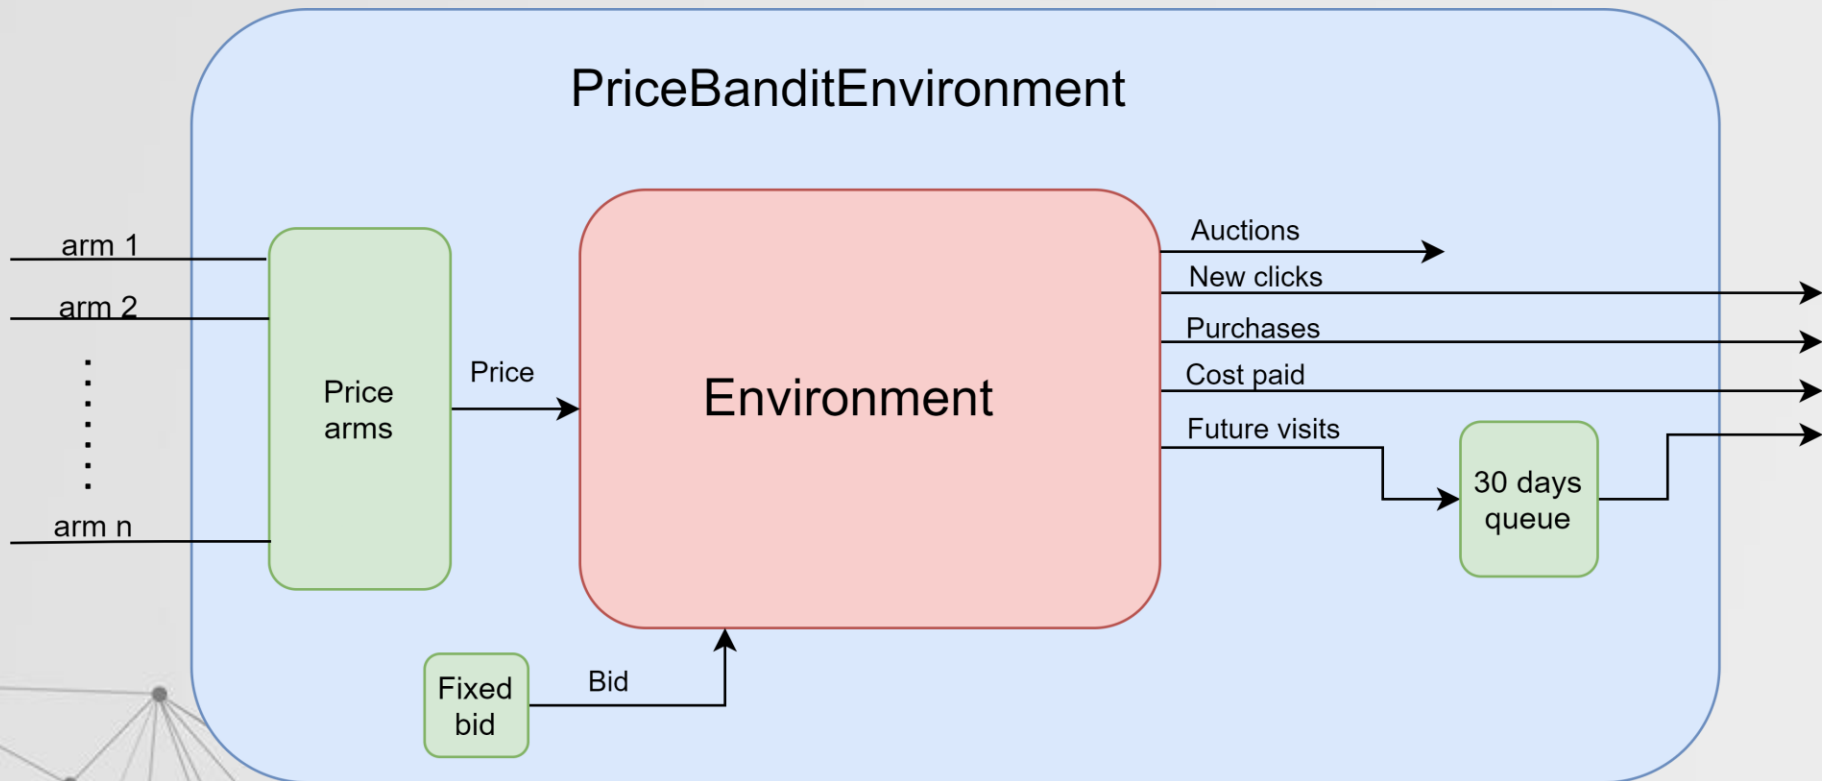 PriceBanditEnvironment
arm 1
arm 2
arm n
Price
arms
Price
Environment
Auctions
New clicks
Purchases
Cost paid
Future visits
30 days
queue
Fixed
bid
Bid